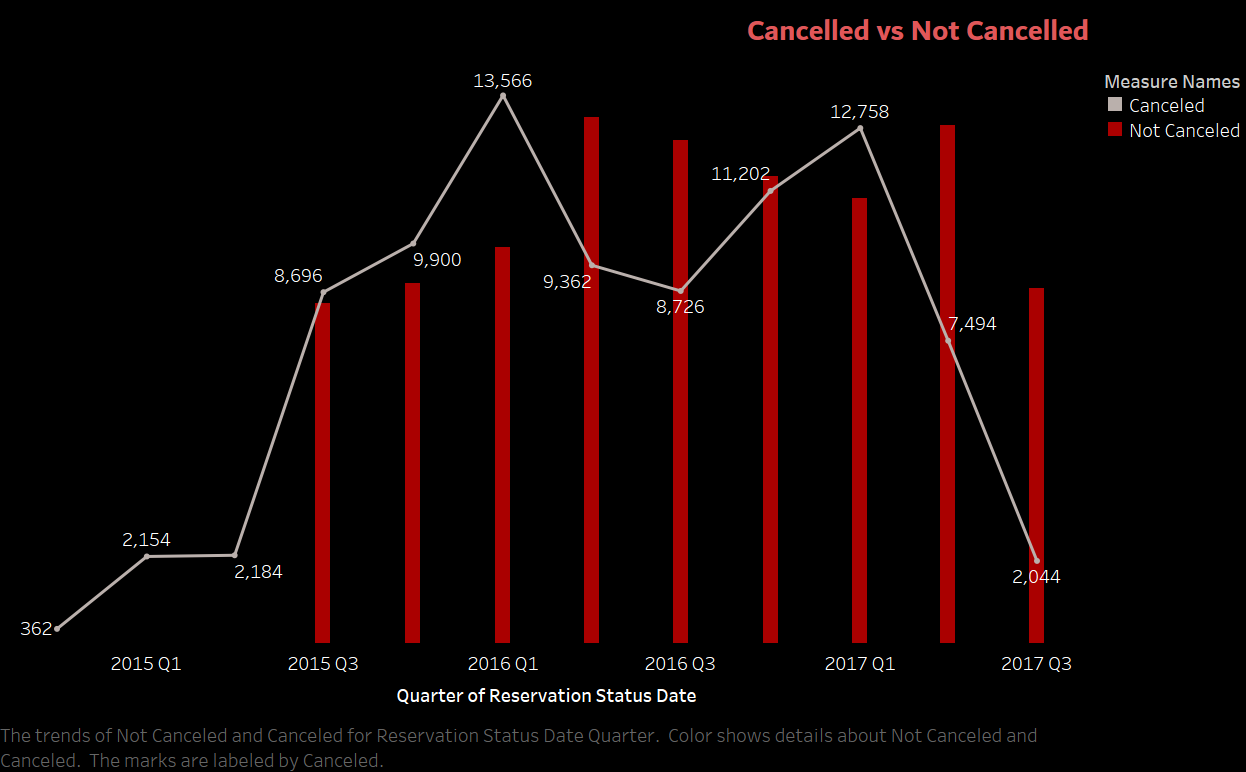 Cancelled vs Not Cancelled
Measure Names
Canceled
Not Canceled
13,566
12,758
11,202
8,696
9,900
9,362
8,726
7,494
2,154
2,184
2,044
362
2015 Q1
2015 Q3
2016 Q1
2016 Q3
2017 Q1
2017 Q3
Quarter of Reservation Status Date
The trends of Not Canceled and Canceled for Reservation Status Date Quarter.  Color shows details about Not Canceled and
Canceled.  The marks are labeled by Canceled.